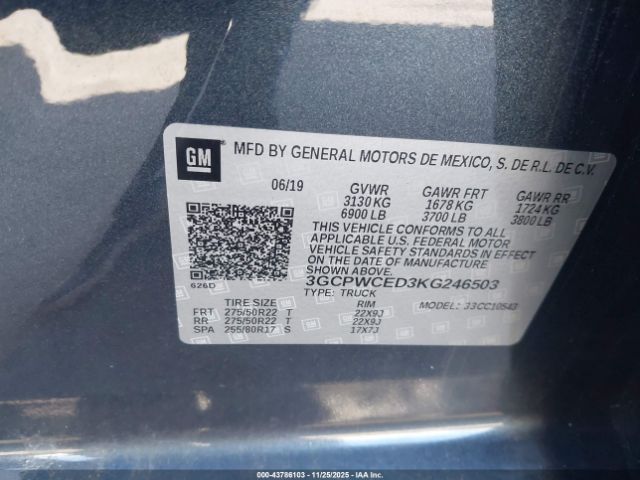 GM MFD BY GENERAL MOTORS DE MEXICO, S. DE R.L. DE C.V.
06/19 GVWR GAWR FRT GAWR RR
3130 KG 1678 KG 1724 KG
6900 LB 3700 LB 3800 LB
THIS VEHICLE CONFORMS TO ALL
APPLICABLE U.S. FEDERAL MOTOR
VEHICLE SAFETY STANDARDS IN EFFECT
ON THE DATE OF MANUFACTURE
SHOWN ABOVE.
626D 3GCPWCED3KG246503
TYPE: TRUCK MODEL: 33CC10543
TIRE SIZE RIM
FRT 275/50R22 T 22X9J
RR 275/50R22 T 22X9J
SPA 255/80R17 S 17X7J
© IAA - #43786103 - 11/25/2025 - IAAI.COM